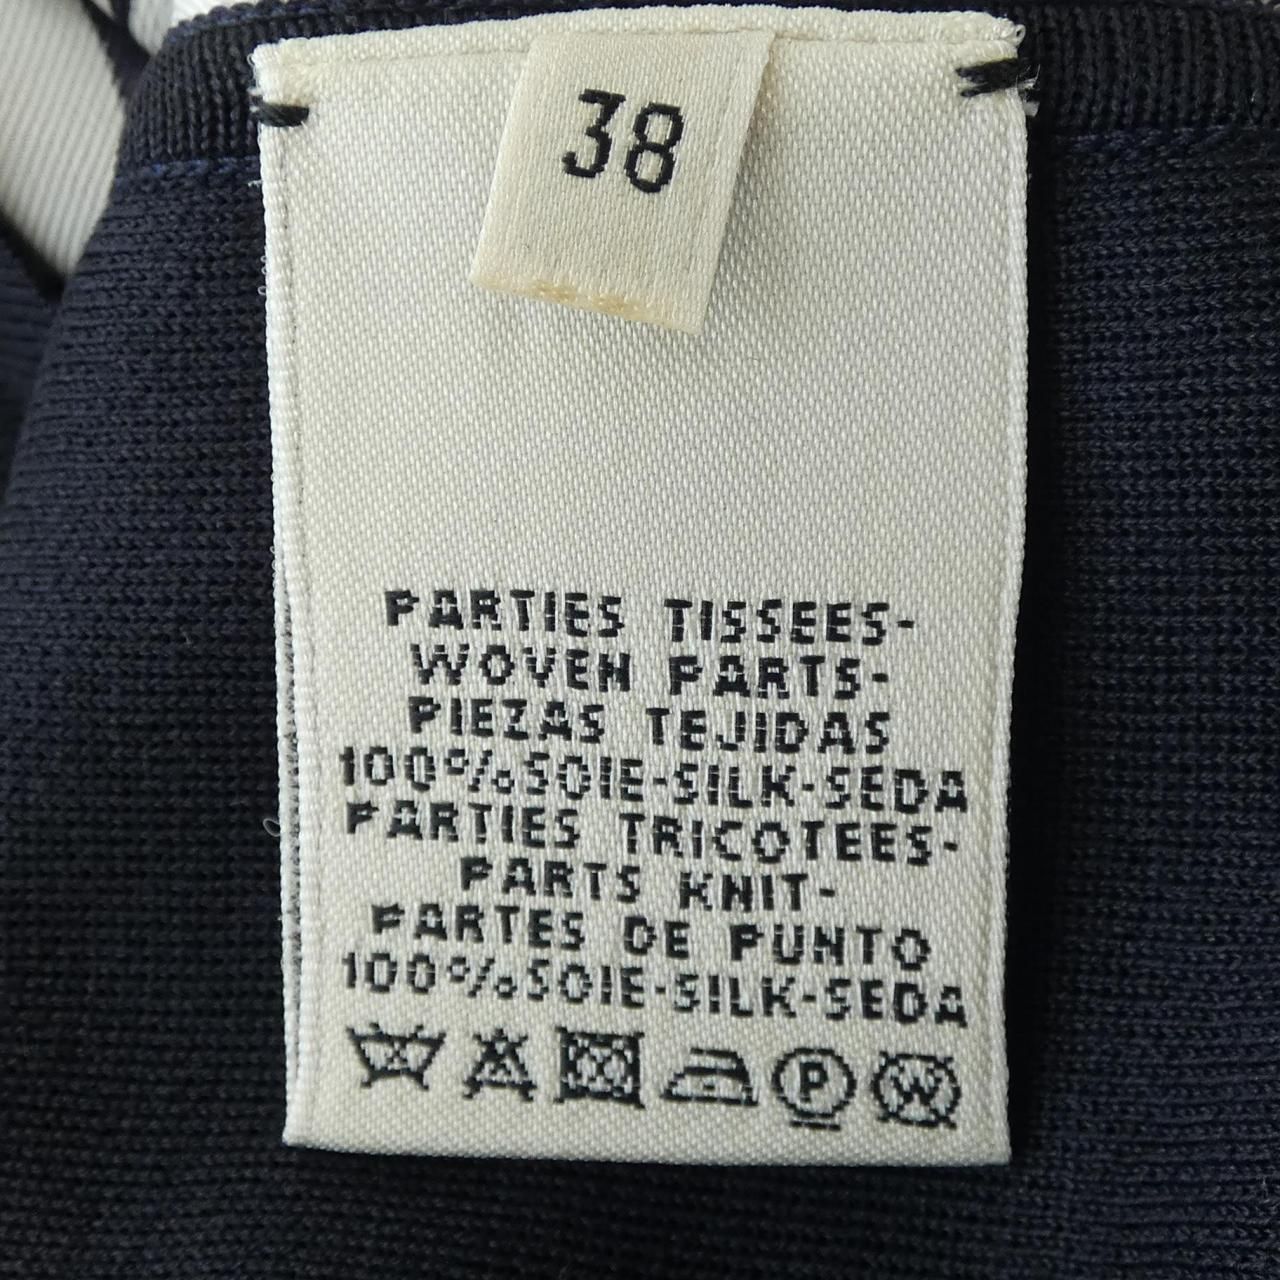 38
PARTIES TISSEES-
WOVEN PARTS-
PIEZAS TEJIDAS
100%SOIE-SILK-SEDA
PARTIES TRICOTEES-
PARTS KNIT-
PARTES DE PUNTO
100%SOIE-SILK-SEDA
P W